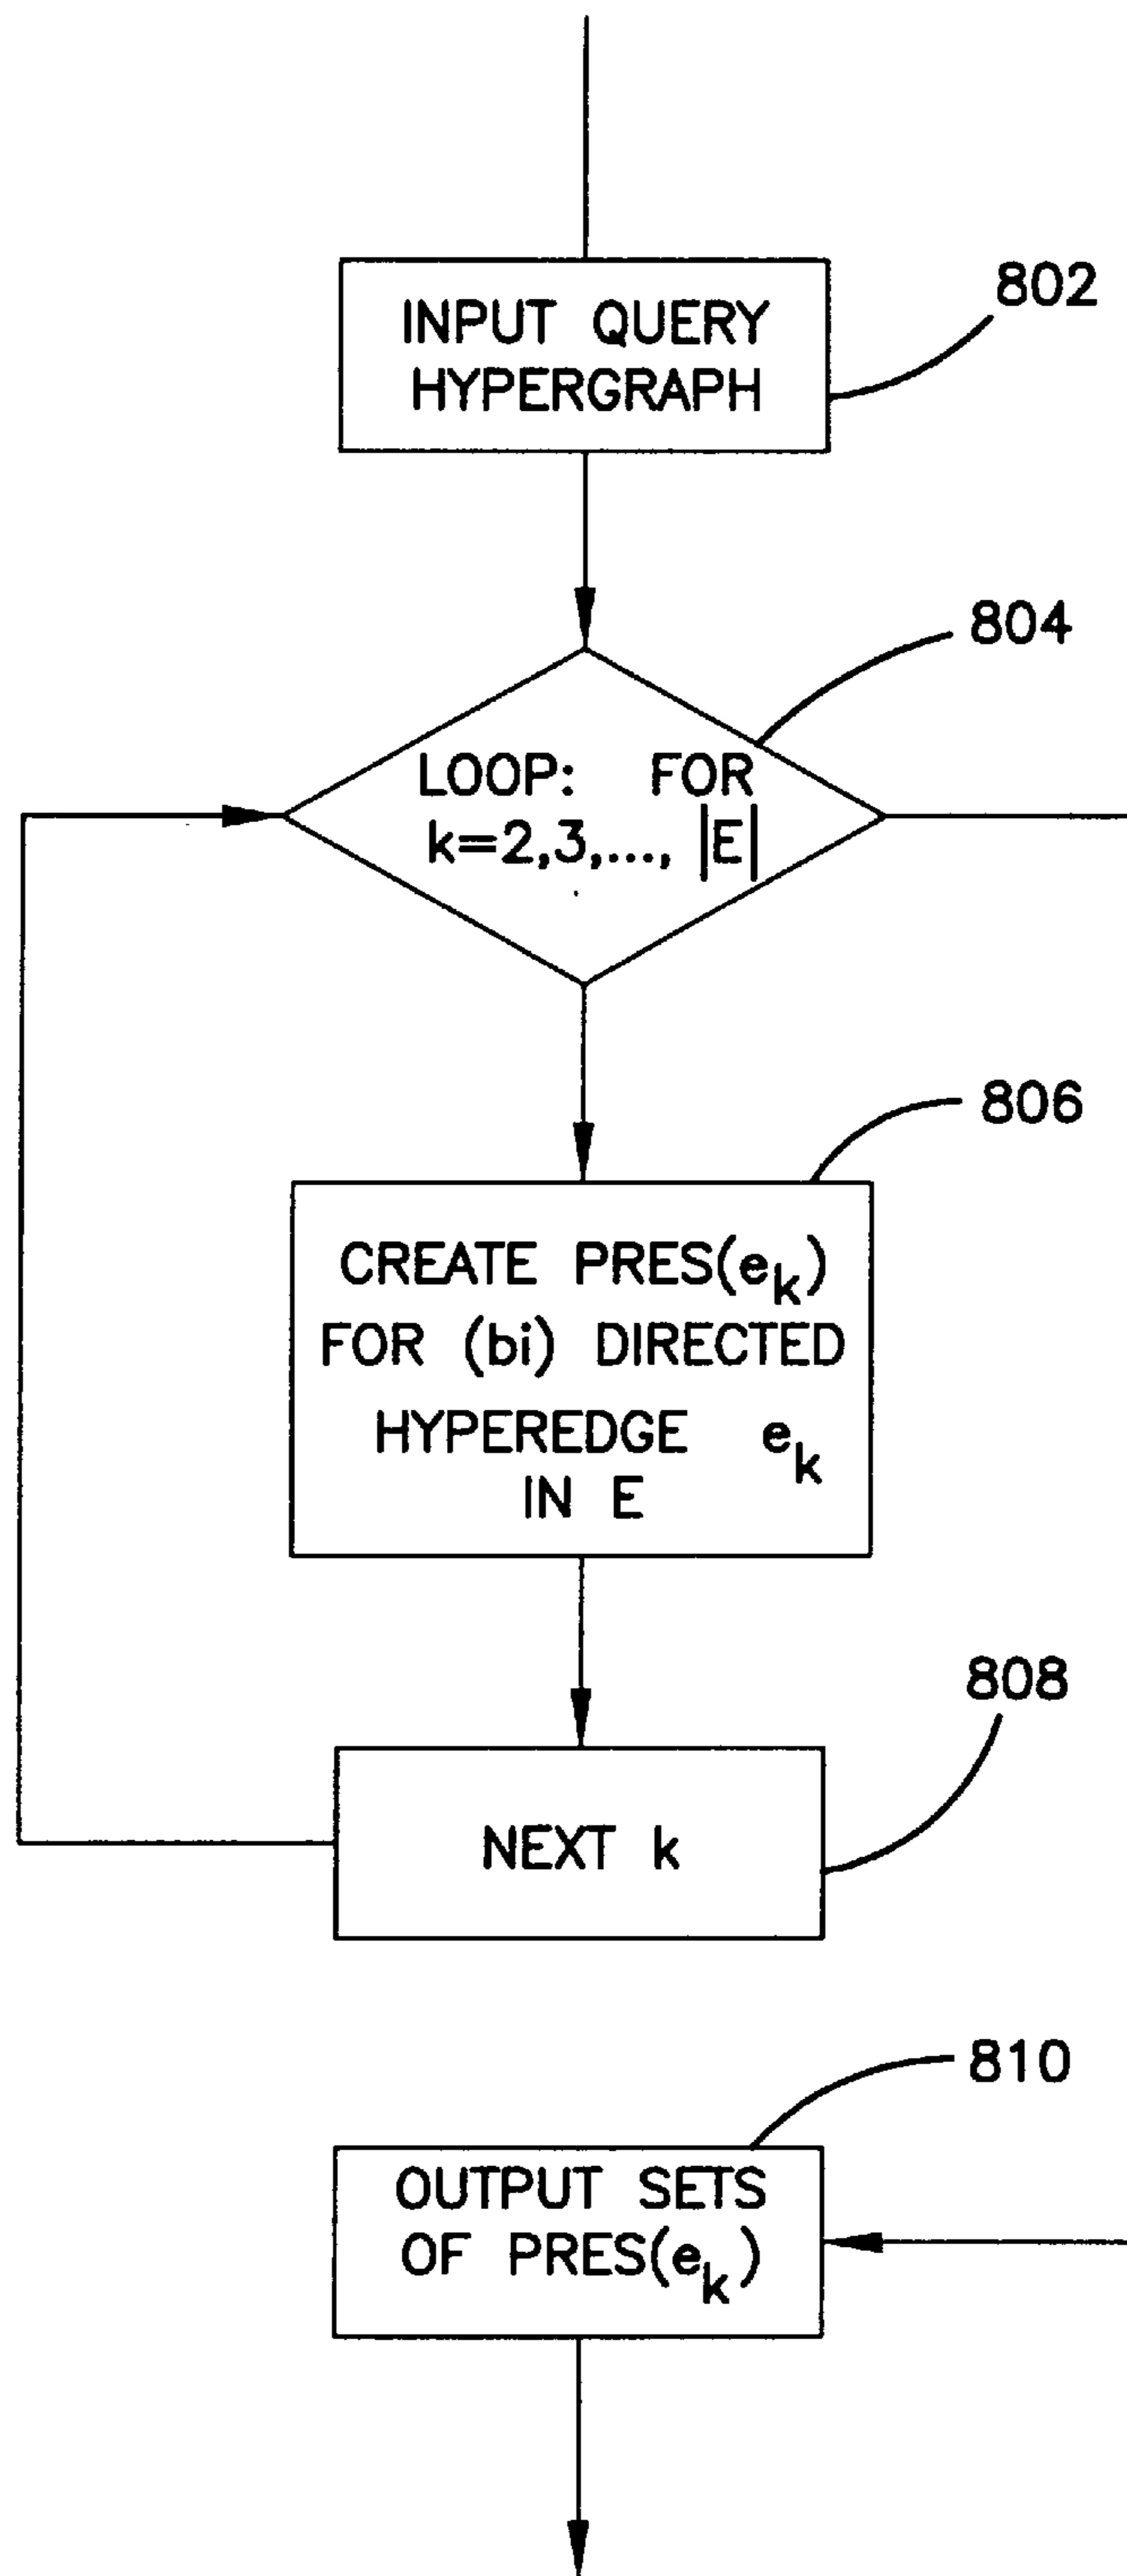 INPUT QUERY
HYPERGRAPH
802
804
LOOP: FOR
k=2,3,..., |E|
806
CREATE PRES(e_k)
FOR (bi) DIRECTED
HYPEREDGE e_k
IN E
808
NEXT k
810
OUTPUT SETS
OF PRES(e_k)